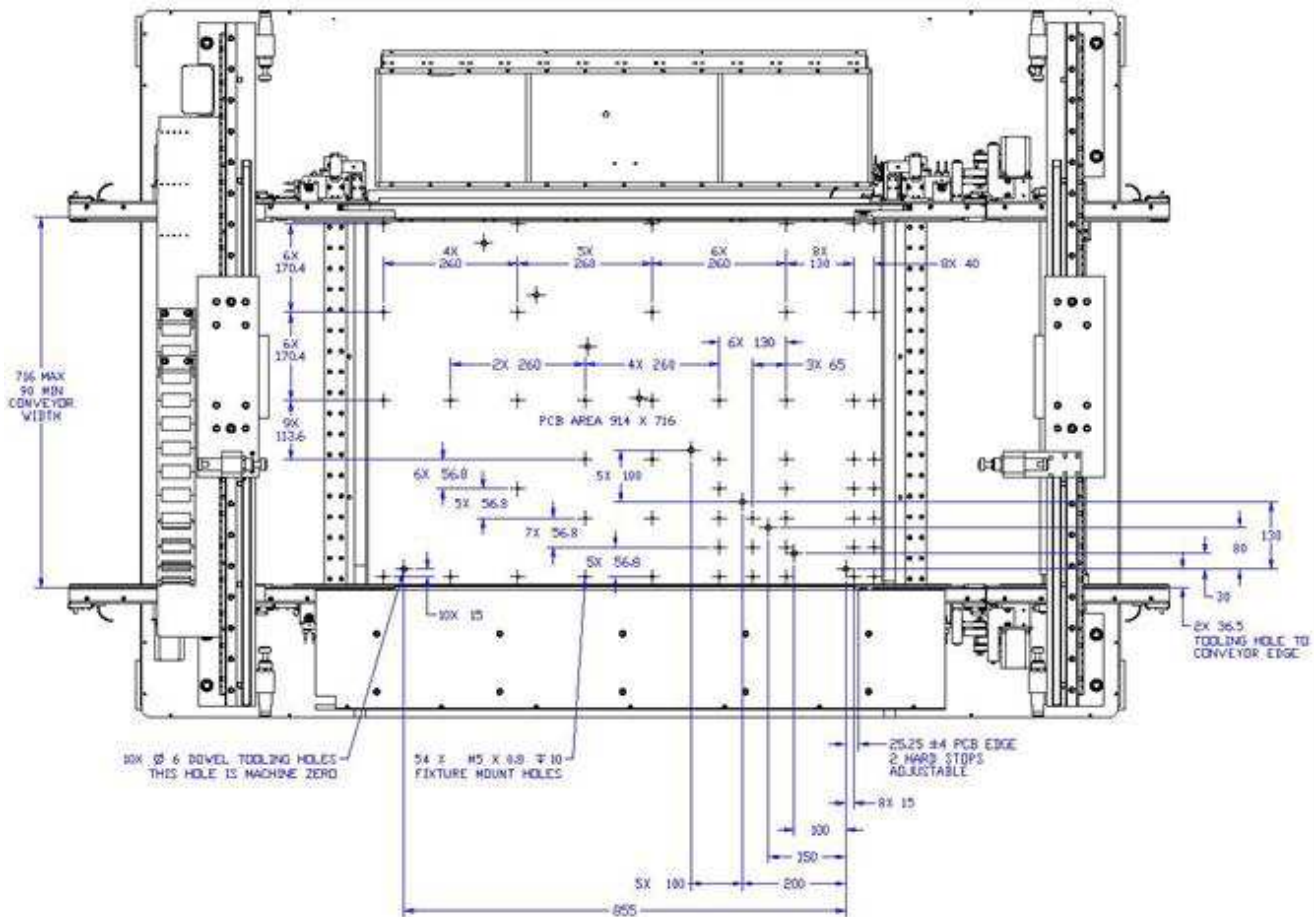 4X
260
5X
260
6X
260
8X
130
8X 40
6X
170.4
6X
170.4
6X 130
2X 260
4X 260
3X 65
716 MAX
90 MIN
CONVEYOR
WIDTH
9X
113.6
PCB AREA 914 X 716
6X 56.8
5X 100
5X 56.8
7X 56.8
5X 56.8
130
80
30
10X 15
2X 36.5
TOOLING HOLE TO
CONVEYOR EDGE
10X Ø 6 DOWEL TOOLING HOLES
THIS HOLE IS MACHINE ZERO
54 X M5 X 0.8 ↧ 10
FIXTURE MOUNT HOLES
25.25 ±4 PCB EDGE
2 HARD STOPS
ADJUSTABLE
8X 15
100
150
5X 100
200
855